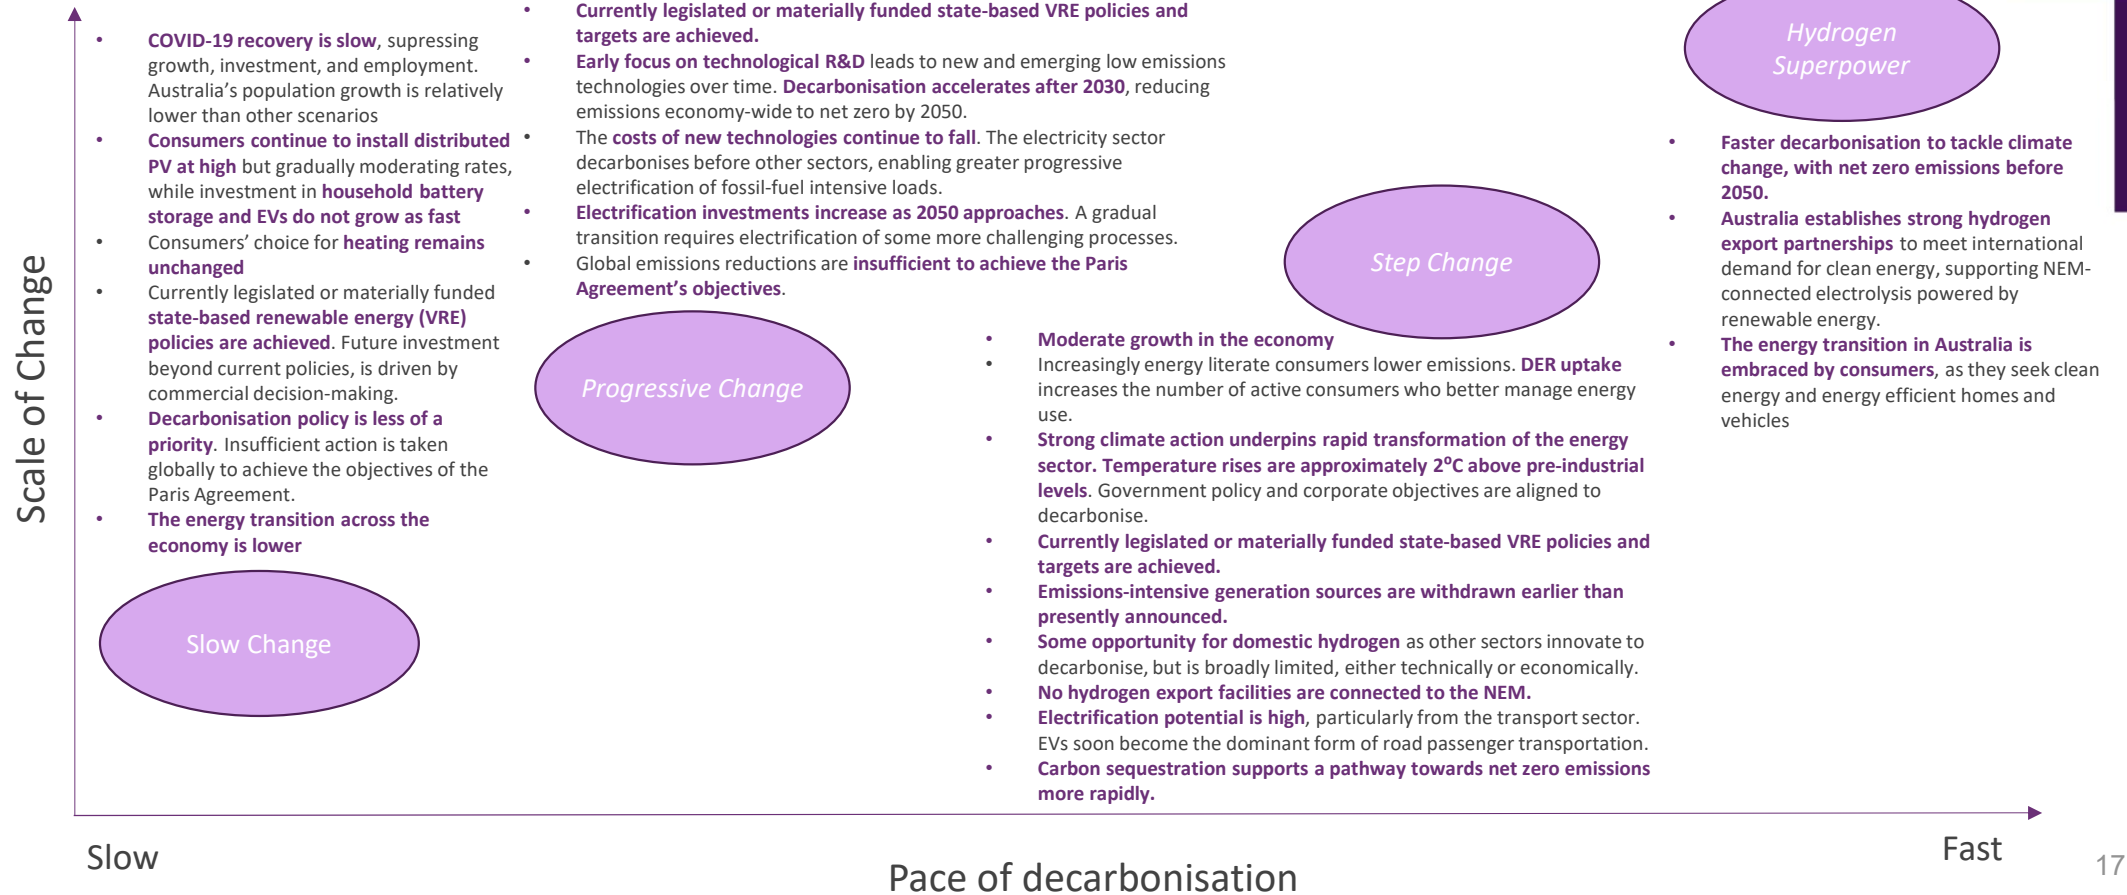 Scale of Change
• COVID-19 recovery is slow, supressing
growth, investment, and employment.
Australia's population growth is relatively
lower than other scenarios
• Consumers continue to install distributed
PV at high but gradually moderating rates,
while investment in household battery
storage and EVs do not grow as fast
• Consumers' choice for heating remains
unchanged
• Currently legislated or materially funded
state-based renewable energy (VRE)
policies are achieved. Future investment
beyond current policies, is driven by
commercial decision-making.
• Decarbonisation policy is less of a
priority. Insufficient action is taken
globally to achieve the objectives of the
Paris Agreement.
• The energy transition across the
economy is lower
Slow Change
• Currently legislated or materially funded state-based VRE policies and
targets are achieved.
• Early focus on technological R&D leads to new and emerging low emissions
technologies over time. Decarbonisation accelerates after 2030, reducing
emissions economy-wide to net zero by 2050.
• The costs of new technologies continue to fall. The electricity sector
decarbonises before other sectors, enabling greater progressive
electrification of fossil-fuel intensive loads.
• Electrification investments increase as 2050 approaches. A gradual
transition requires electrification of some more challenging processes.
• Global emissions reductions are insufficient to achieve the Paris
Agreement's objectives.
Progressive Change
Step Change
• Moderate growth in the economy
• Increasingly energy literate consumers lower emissions. DER uptake
increases the number of active consumers who better manage energy
use.
• Strong climate action underpins rapid transformation of the energy
sector. Temperature rises are approximately 2⁰C above pre-industrial
levels. Government policy and corporate objectives are aligned to
decarbonise.
• Currently legislated or materially funded state-based VRE policies and
targets are achieved.
• Emissions-intensive generation sources are withdrawn earlier than
presently announced.
• Some opportunity for domestic hydrogen as other sectors innovate to
decarbonise, but is broadly limited, either technically or economically.
• No hydrogen export facilities are connected to the NEM.
• Electrification potential is high, particularly from the transport sector.
EVs soon become the dominant form of road passenger transportation.
• Carbon sequestration supports a pathway towards net zero emissions
more rapidly.
Hydrogen
Superpower
• Faster decarbonisation to tackle climate
change, with net zero emissions before
2050.
• Australia establishes strong hydrogen
export partnerships to meet international
demand for clean energy, supporting NEM-
connected electrolysis powered by
renewable energy.
• The energy transition in Australia is
embraced by consumers, as they seek clean
energy and energy efficient homes and
vehicles
Slow
Pace of decarbonisation
Fast
17